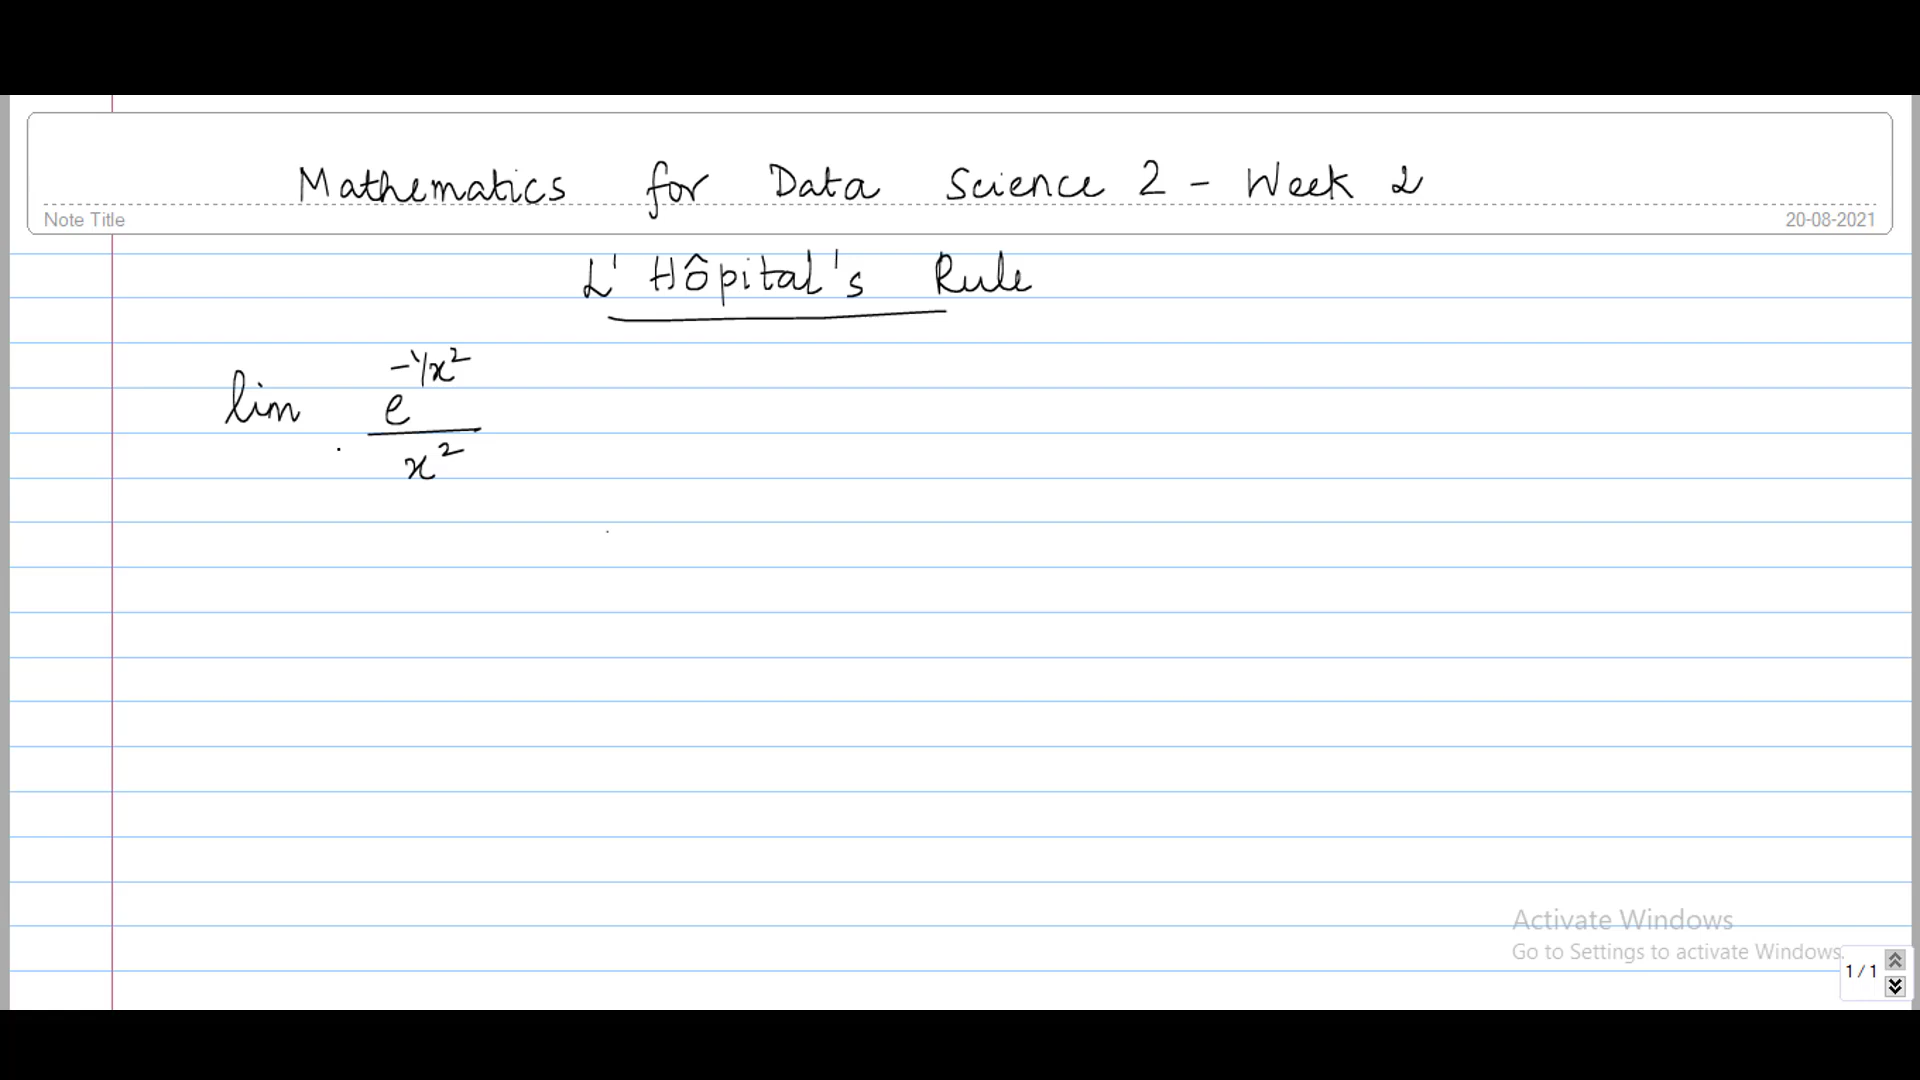 Mathematics for Data Science 2 - Week 2
Note Title
20-08-2021
L'Hôpital's Rule
lim e^{-1/x^2} / x^2
Activate Windows
Go to Settings to activate Windows.
1 / 1